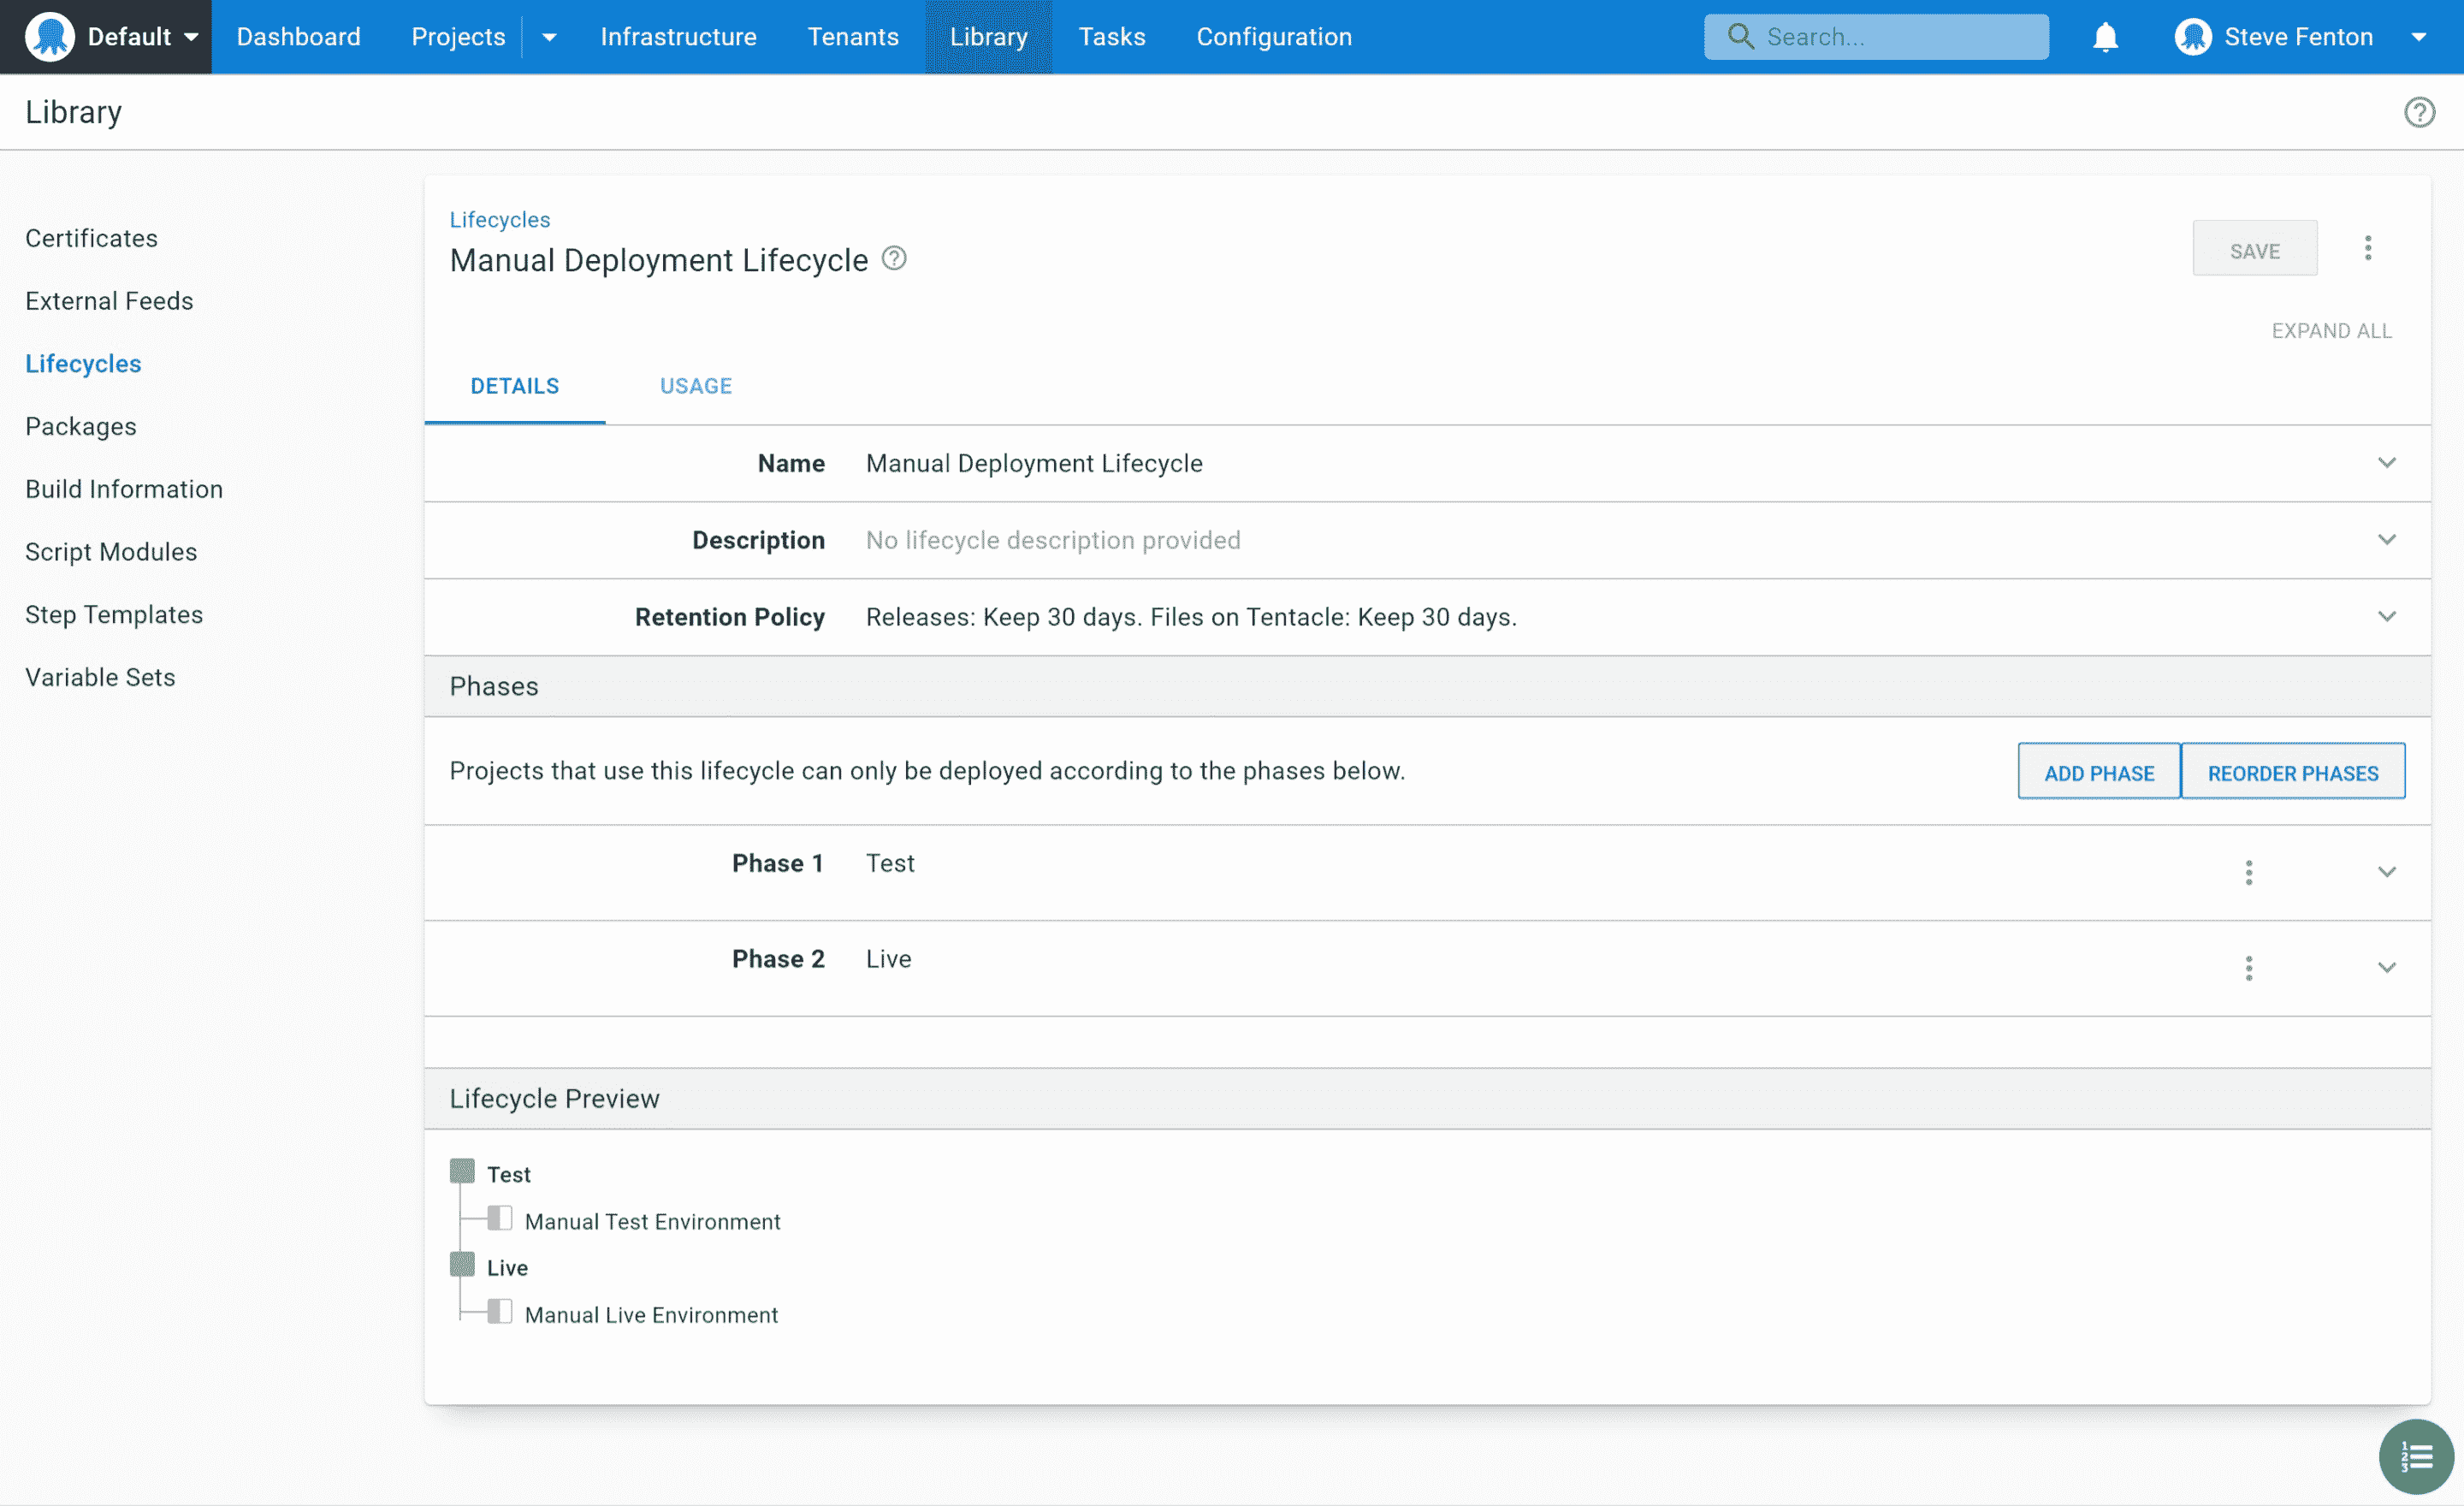 Default Dashboard Projects Infrastructure Tenants Library Tasks Configuration Search... Steve Fenton
Library
Certificates
External Feeds
Lifecycles
Packages
Build Information
Script Modules
Step Templates
Variable Sets
Lifecycles
Manual Deployment Lifecycle
SAVE
EXPAND ALL
DETAILS USAGE
Name Manual Deployment Lifecycle
Description No lifecycle description provided
Retention Policy Releases: Keep 30 days. Files on Tentacle: Keep 30 days.
Phases
Projects that use this lifecycle can only be deployed according to the phases below. ADD PHASE REORDER PHASES
Phase 1 Test
Phase 2 Live
Lifecycle Preview
Test
Manual Test Environment
Live
Manual Live Environment